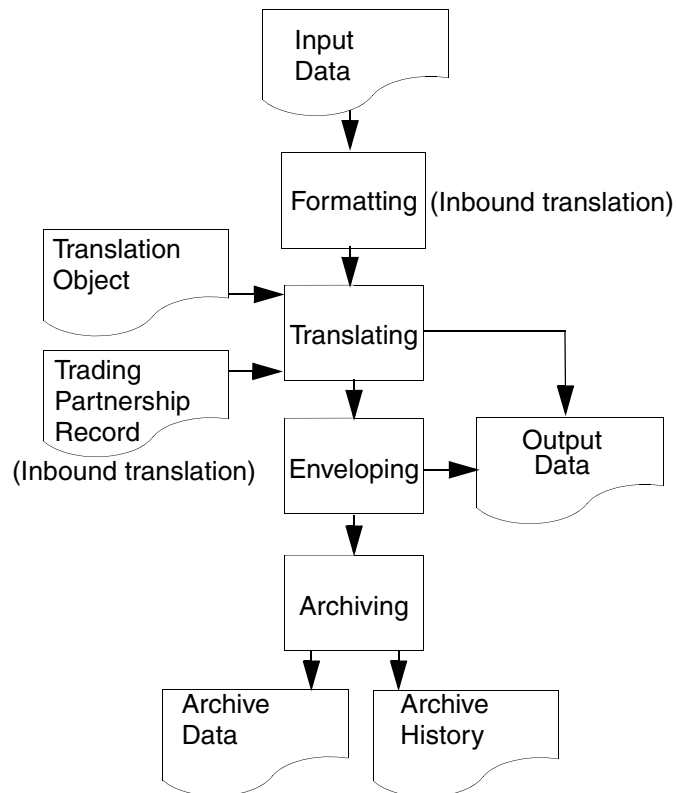 Input
Data
Formatting
(Inbound translation)
Translation
Object
Translating
Trading
Partnership
Record
(Inbound translation)
Enveloping
Output
Data
Archiving
Archive
Data
Archive
History